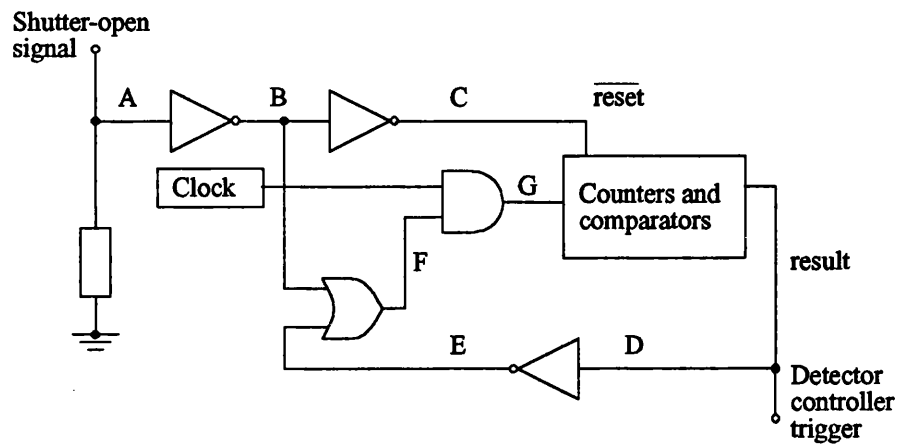 Shutter-open
signal
A
B
C
reset
Clock
G
Counters and
comparators
F
result
E
D
Detector
controller
trigger